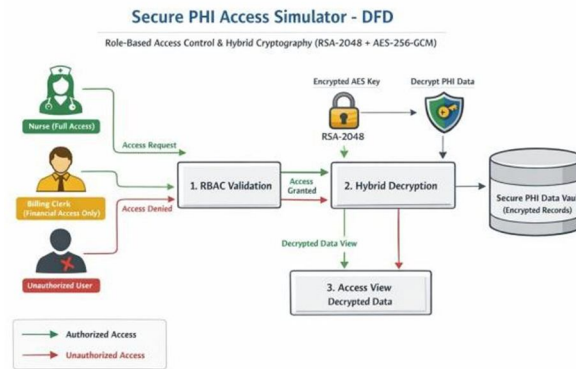 Secure PHI Access Simulator - DFD
Role-Based Access Control & Hybrid Cryptography (RSA-2048 + AES-256-GCM)
Encrypted AES Key
Decrypt PHI Data
RSA-2048
Nurse (Full Access)
Access Request
Billing Clerk
(Financial Access Only)
Access Denied
Unauthorized User
1. RBAC Validation
Access
Granted
2. Hybrid Decryption
Secure PHI Data Vau
(Encrypted Records)
Decrypted Data View
3. Access View
Decrypted Data
Authorized Access
Unauthorized Access